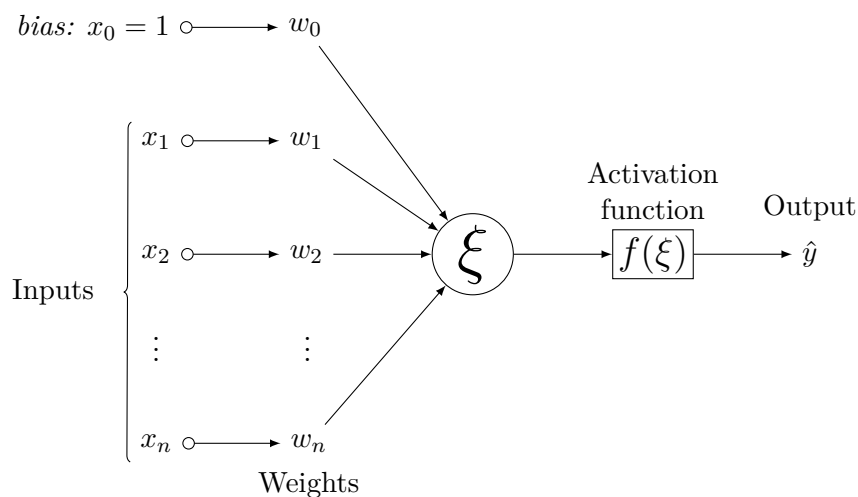 bias: x₀ = 1
w₀
x₁
w₁
Activation
function
x₂
w₂
ξ
f(ξ)
Output
ŷ
Inputs
⋮
⋮
xₙ
wₙ
Weights